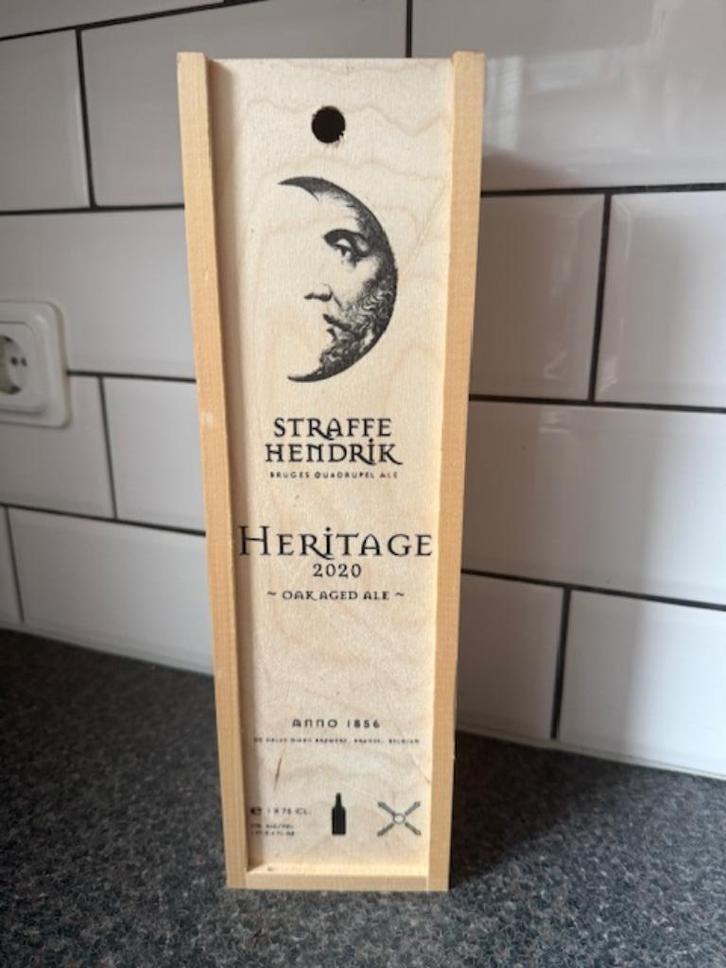 STRAFFE
HENDRIK
BRUGES QUADRUPEL ALE
HERITAGE
2020
~ OAK AGED ALE ~
ANNO 1856
DE HALVE MAAN BREWERY, BRUGES, BELGIUM
e 1 X 75 CL.